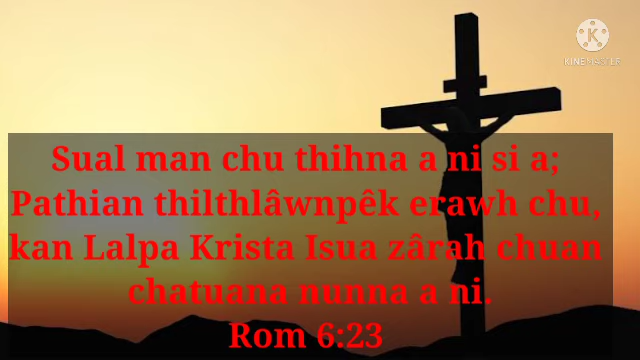 K
KINEMASTER
Sual man chu thihna a ni si a;
Pathian thilthlâwnpêk erawh chu,
kan Lalpa Krista Isua zârah chuan
chatuana nunna a ni.
Rom 6:23